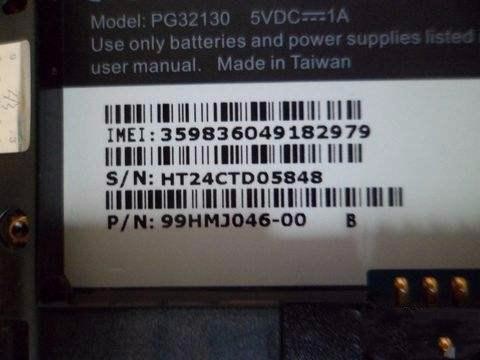 Model: PG32130 5VDC⎓1A
Use only batteries and power supplies listed i
user manual. Made in Taiwan
IMEI: 359836049182979
S/N: HT24CTD05848
P/N: 99HMJ046-00 B